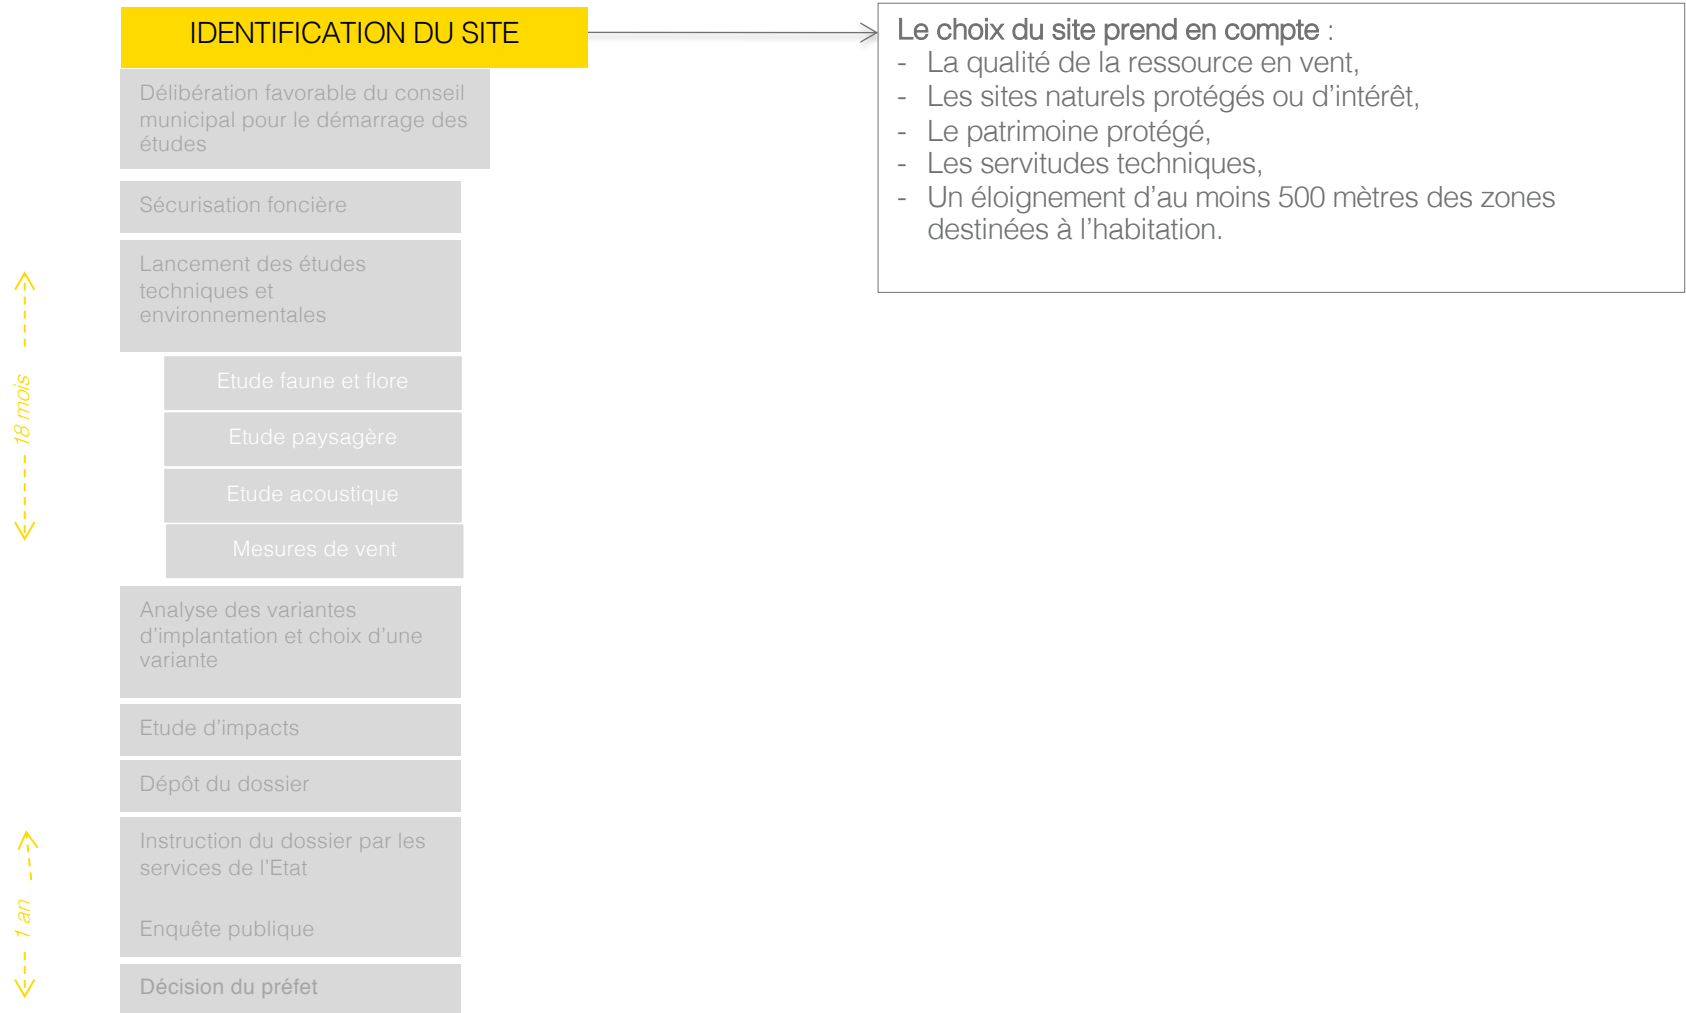 IDENTIFICATION DU SITE
Délibération favorable du conseil
municipal pour le démarrage des
études
Sécurisation foncière
Lancement des études
techniques et
environnementales
Etude faune et flore
Etude paysagère
Etude acoustique
Mesures de vent
18 mois
Analyse des variantes
d'implantation et choix d'une
variante
Etude d'impacts
Dépôt du dossier
Instruction du dossier par les
services de l'Etat
Enquête publique
1 an
Décision du préfet
Le choix du site prend en compte :
- La qualité de la ressource en vent,
- Les sites naturels protégés ou d'intérêt,
- Le patrimoine protégé,
- Les servitudes techniques,
- Un éloignement d'au moins 500 mètres des zones
destinées à l'habitation.